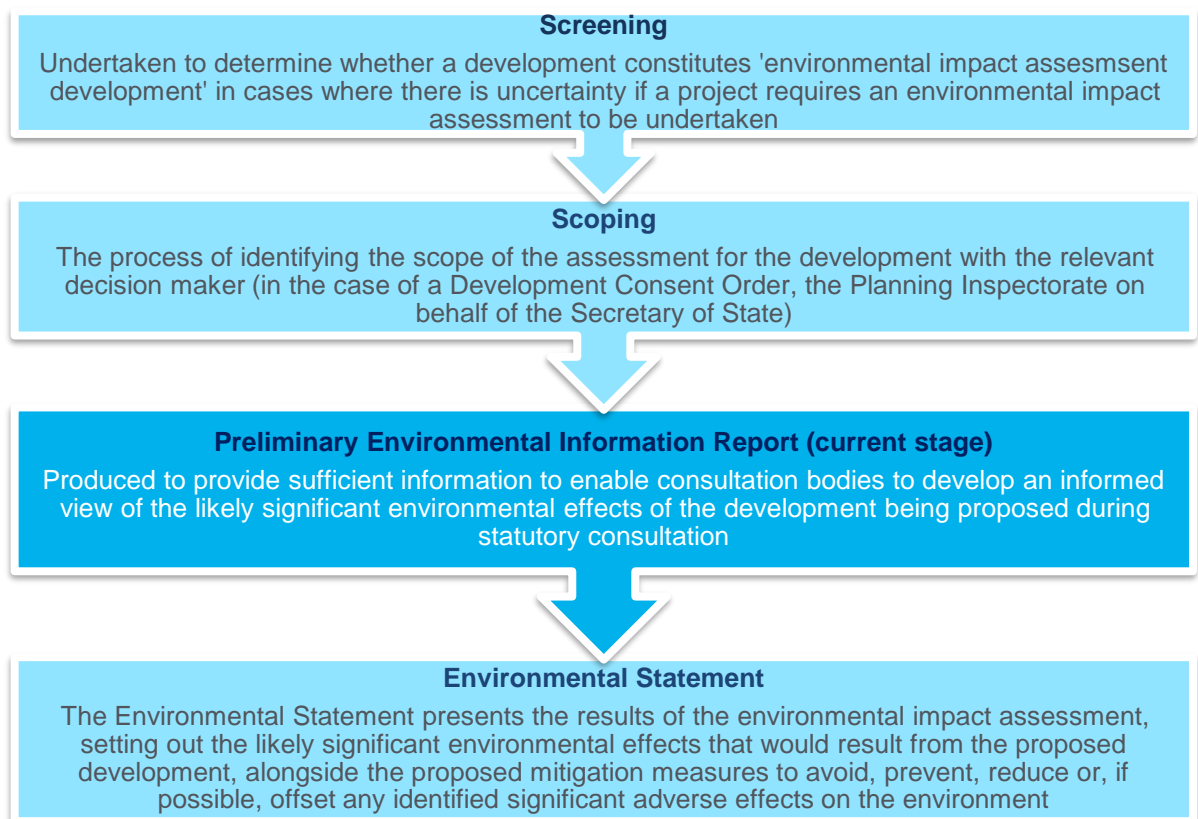 Screening
Undertaken to determine whether a development constitutes 'environmental impact assesmsent
development' in cases where there is uncertainty if a project requires an environmental impact
assessment to be undertaken
Scoping
The process of identifying the scope of the assessment for the development with the relevant
decision maker (in the case of a Development Consent Order, the Planning Inspectorate on
behalf of the Secretary of State)
Preliminary Environmental Information Report (current stage)
Produced to provide sufficient information to enable consultation bodies to develop an informed
view of the likely significant environmental effects of the development being proposed during
statutory consultation
Environmental Statement
The Environmental Statement presents the results of the environmental impact assessment,
setting out the likely significant environmental effects that would result from the proposed
development, alongside the proposed mitigation measures to avoid, prevent, reduce or, if
possible, offset any identified significant adverse effects on the environment